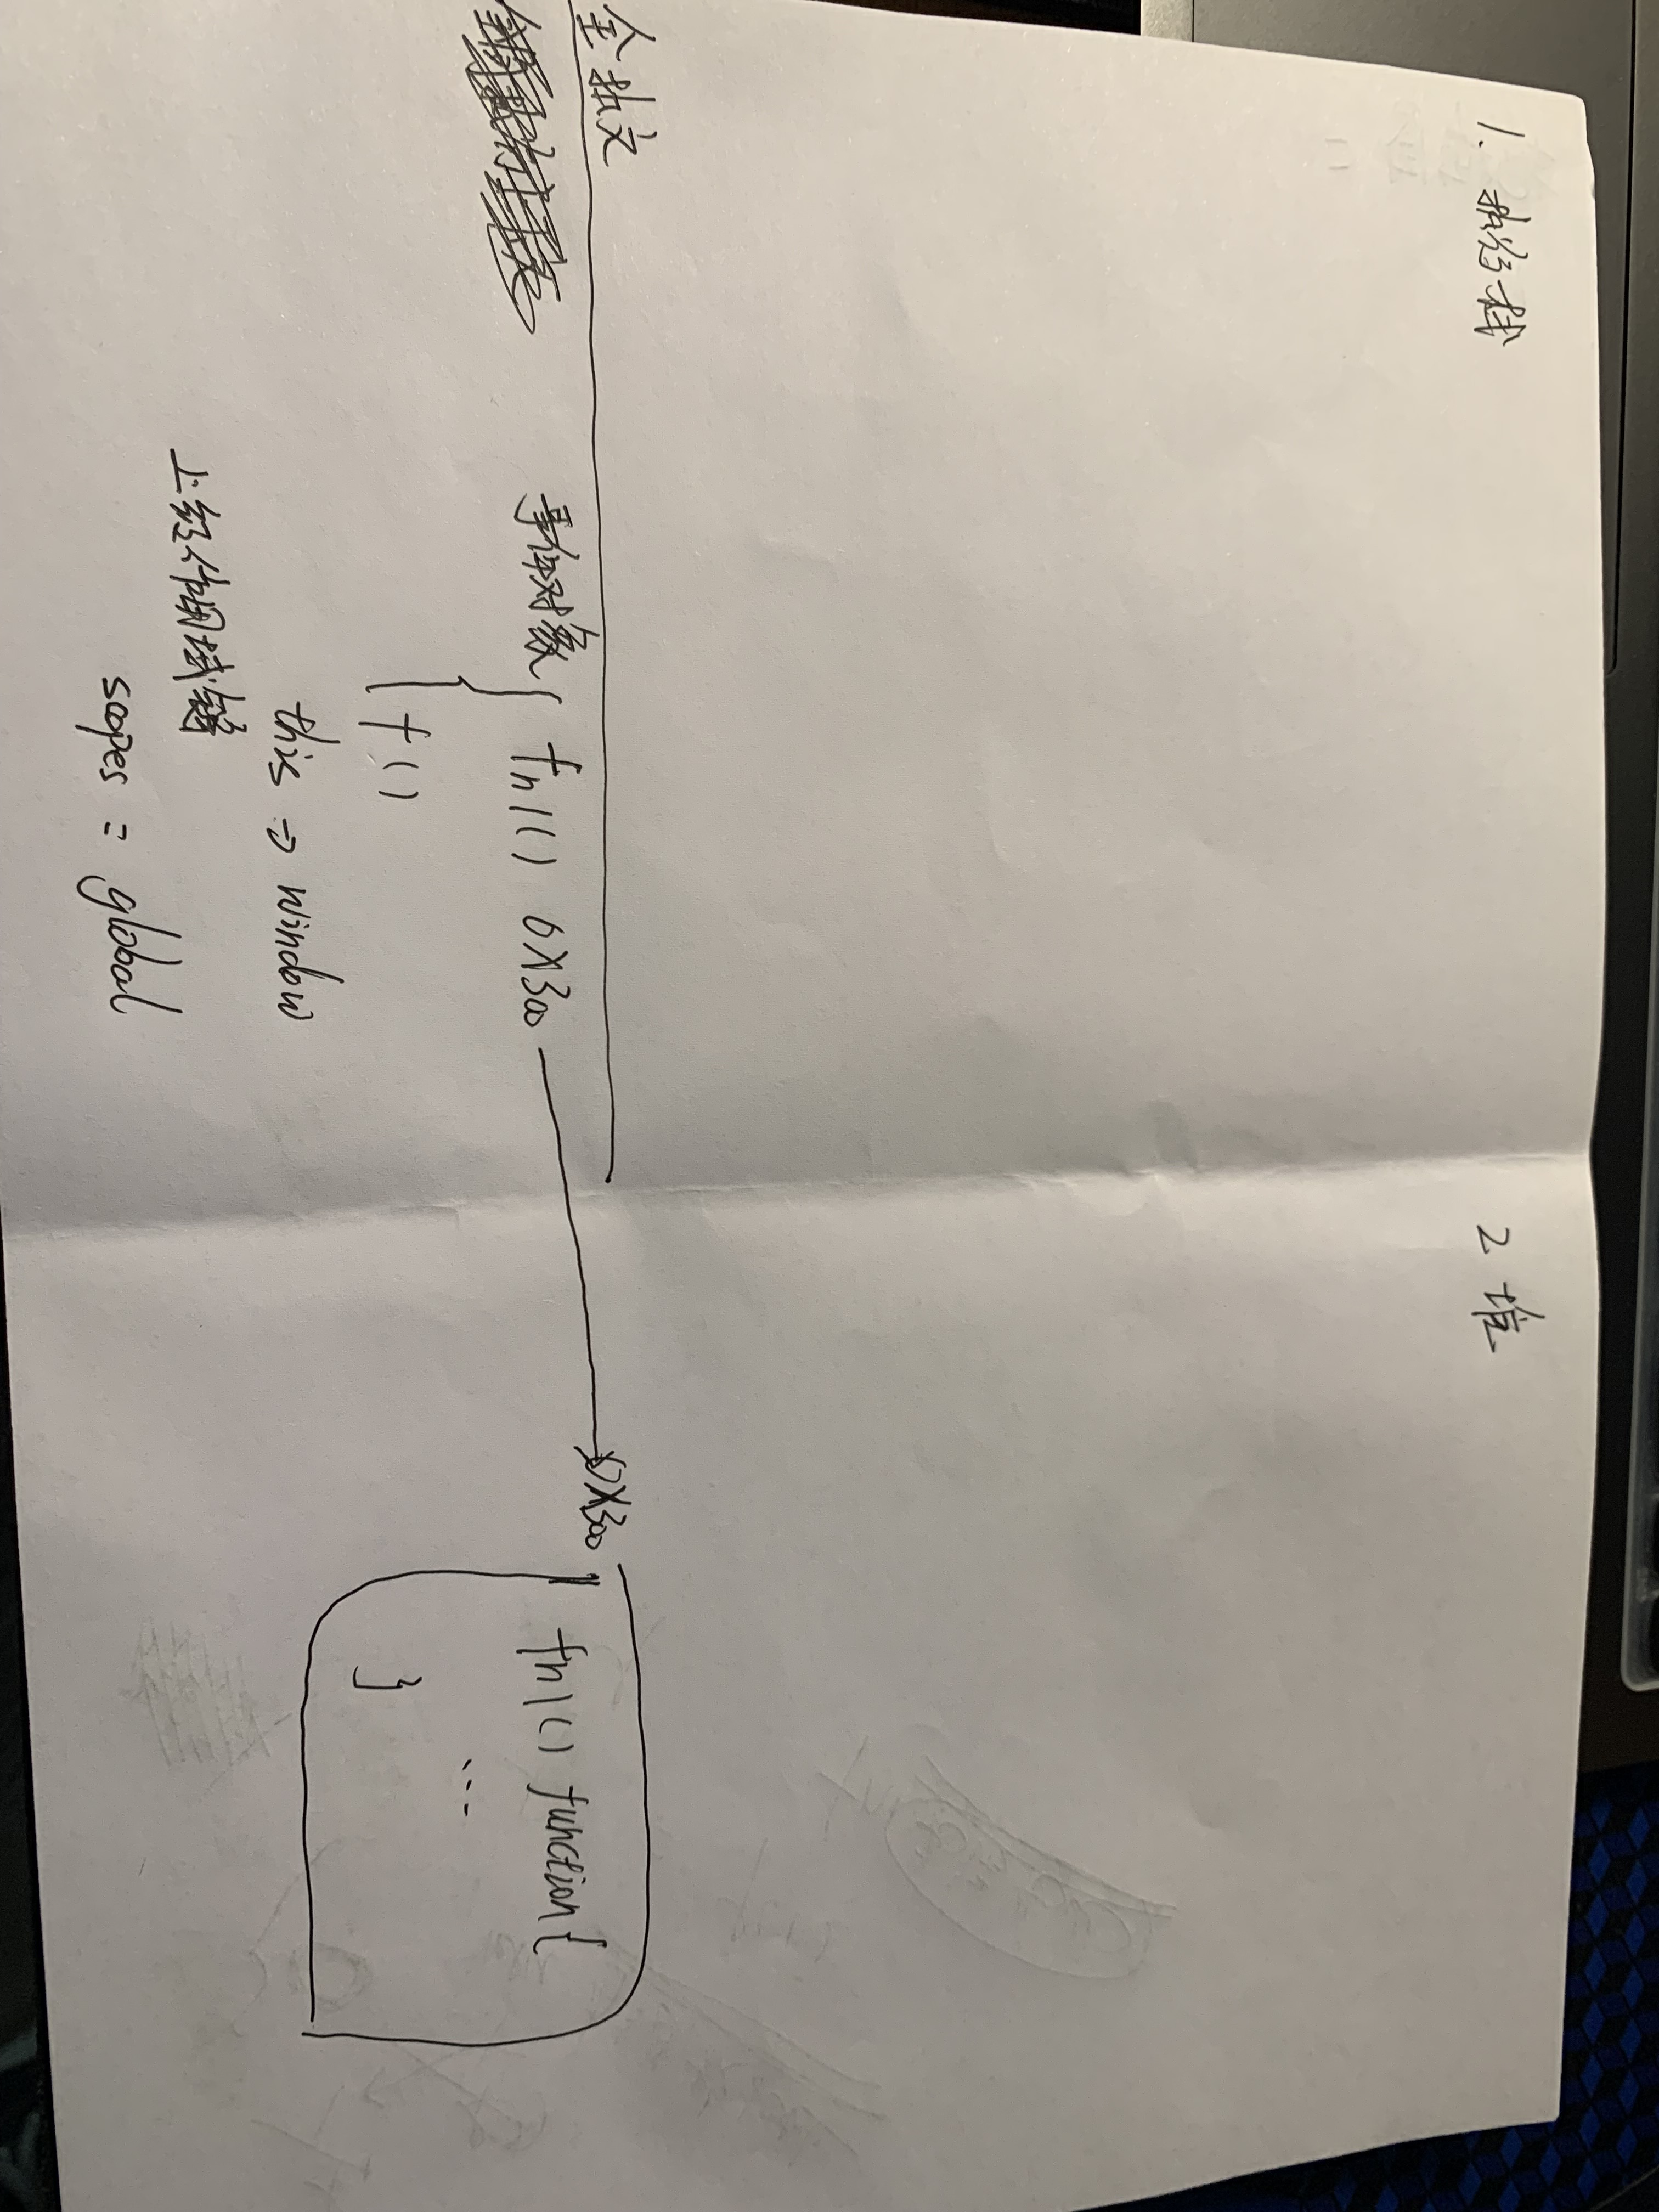 1. 执行栈
2 堆
全执文
变量对象{ fn1() 0x300
0x300
fn1() function{
...
}
} f()
this => window
上级作用域链
scopes = global